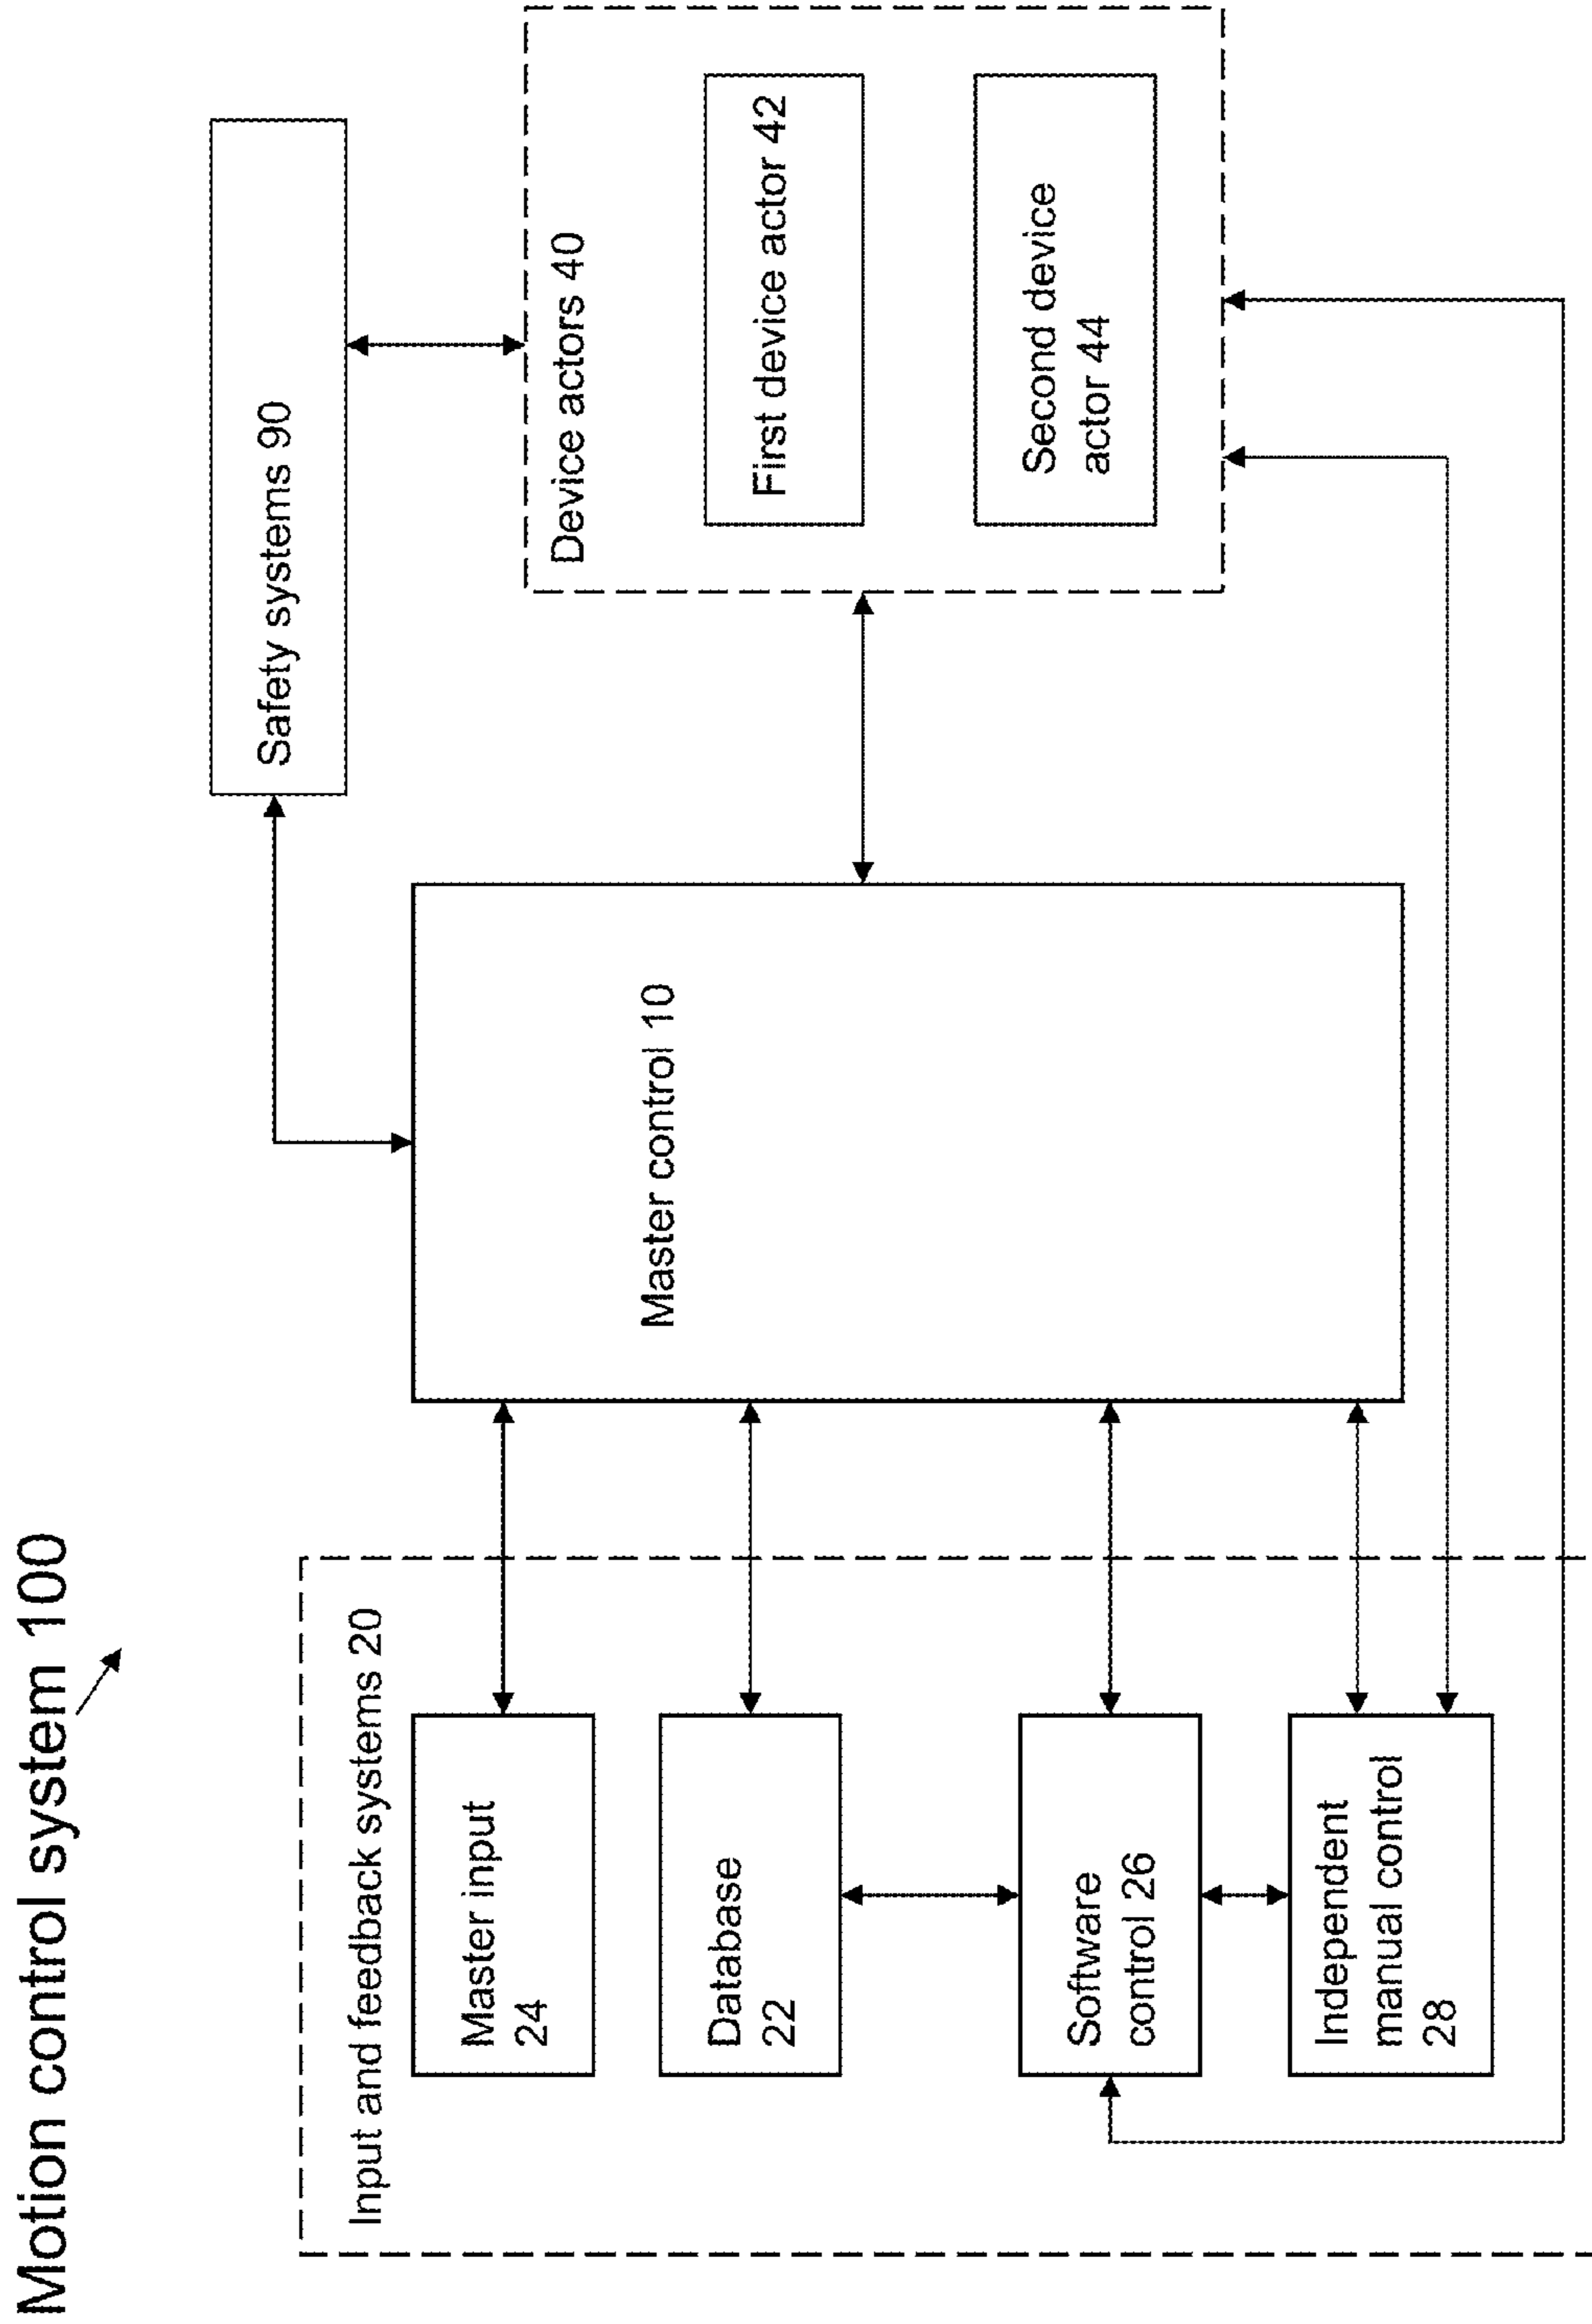 Motion control system 100
Safety systems 90
Input and feedback systems 20
Master input
24
Database
22
Software
control 26
Independent
manual control
28
Master control 10
Device actors 40
First device actor 42
Second device
actor 44